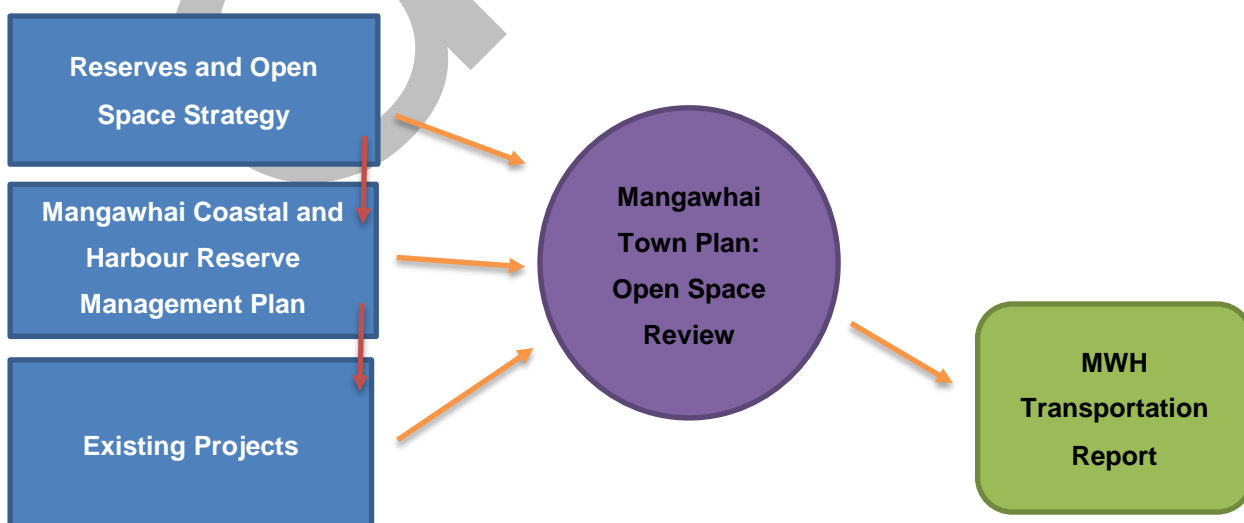 Reserves and Open
Space Strategy
Mangawhai Coastal and
Harbour Reserve
Management Plan
Existing Projects
Mangawhai
Town Plan:
Open Space
Review
MWH
Transportation
Report